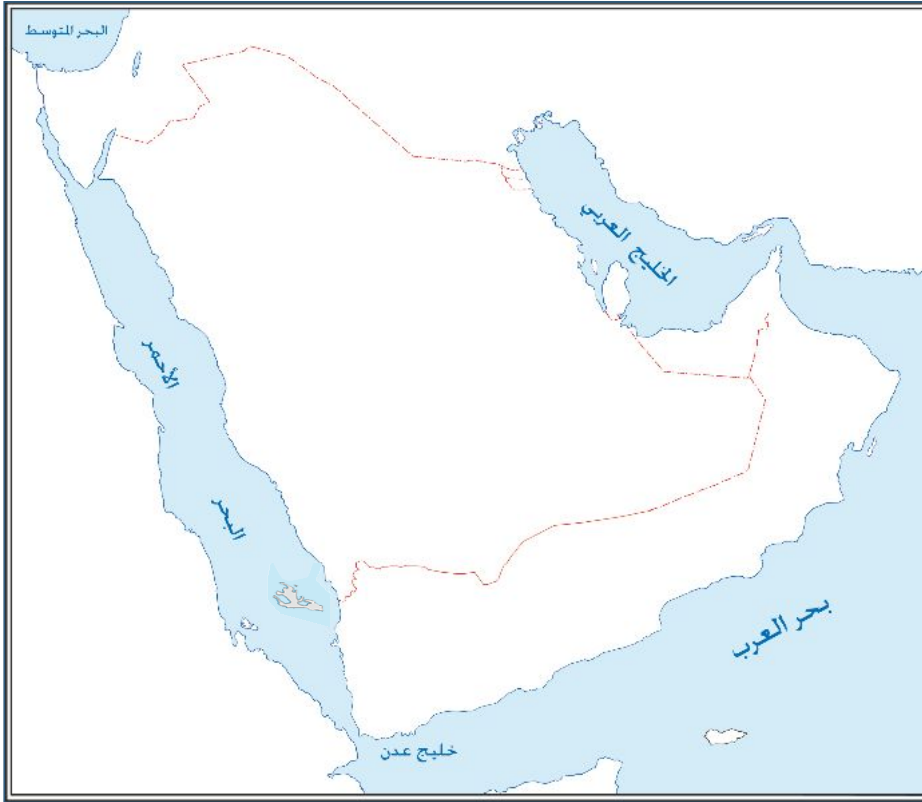 البحر المتوسط
الخليج العربي
الأحمر
البحر
بحر العرب
خليج عدن